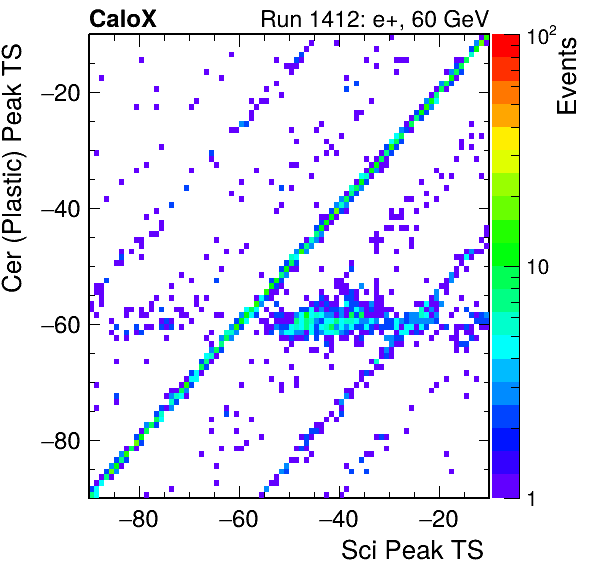 CaloX Run 1412: e+, 60 GeV
Cer (Plastic) Peak TS
−20
−40
−60
−80
−80 −60 −40 −20
Sci Peak TS
10²
10
1
Events